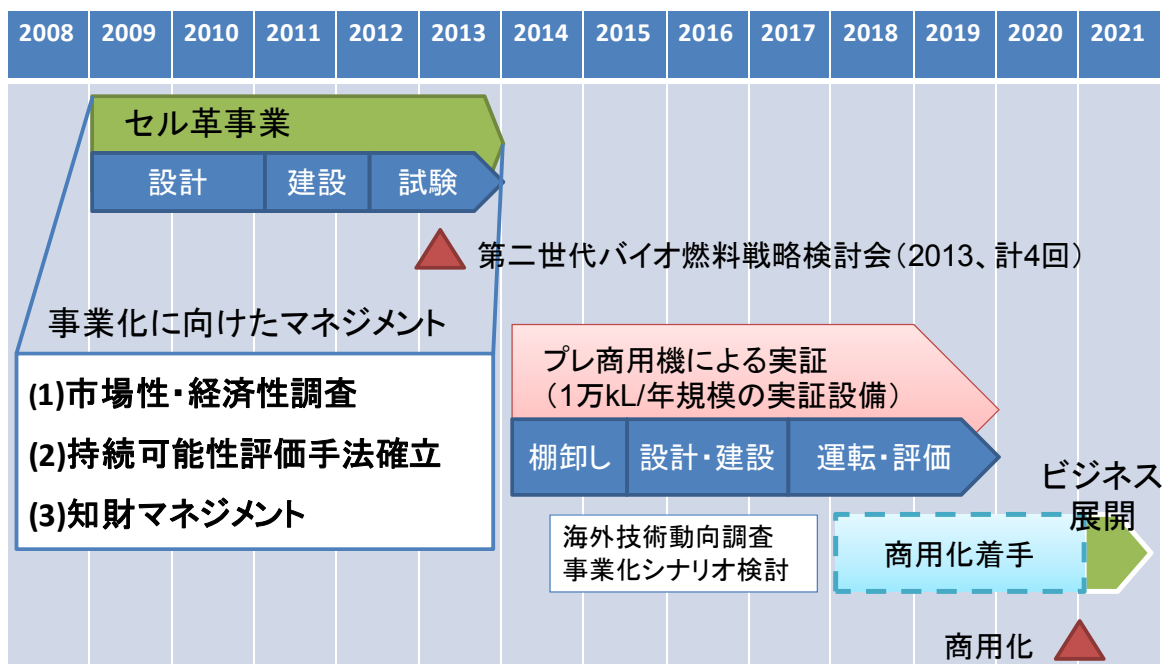 2008 2009 2010 2011 2012 2013 2014 2015 2016 2017 2018 2019 2020 2021
セル革事業
設計 建設 試験
第二世代バイオ燃料戦略検討会(2013、計4回)
事業化に向けたマネジメント
(1)市場性・経済性調査
(2)持続可能性評価手法確立
(3)知財マネジメント
プレ商用機による実証
(1万kL/年規模の実証設備)
棚卸し 設計・建設 運転・評価
海外技術動向調査
事業化シナリオ検討
商用化着手
ビジネス
展開
商用化